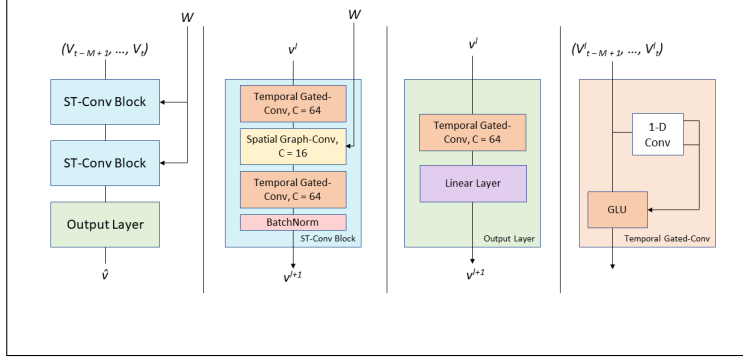 W
(V_{t – M + 1}, ..., V_t)
ST-Conv Block
ST-Conv Block
Output Layer
v̂
W
v^l
Temporal Gated-
Conv, C = 64
Spatial Graph-Conv,
C = 16
Temporal Gated-
Conv, C = 64
BatchNorm
ST-Conv Block
v^{l+1}
v^l
Temporal Gated-
Conv, C = 64
Linear Layer
Output Layer
v^{l+1}
(V^l_{t – M + 1}, ..., V^l_t)
1-D
Conv
GLU
Temporal Gated-Conv